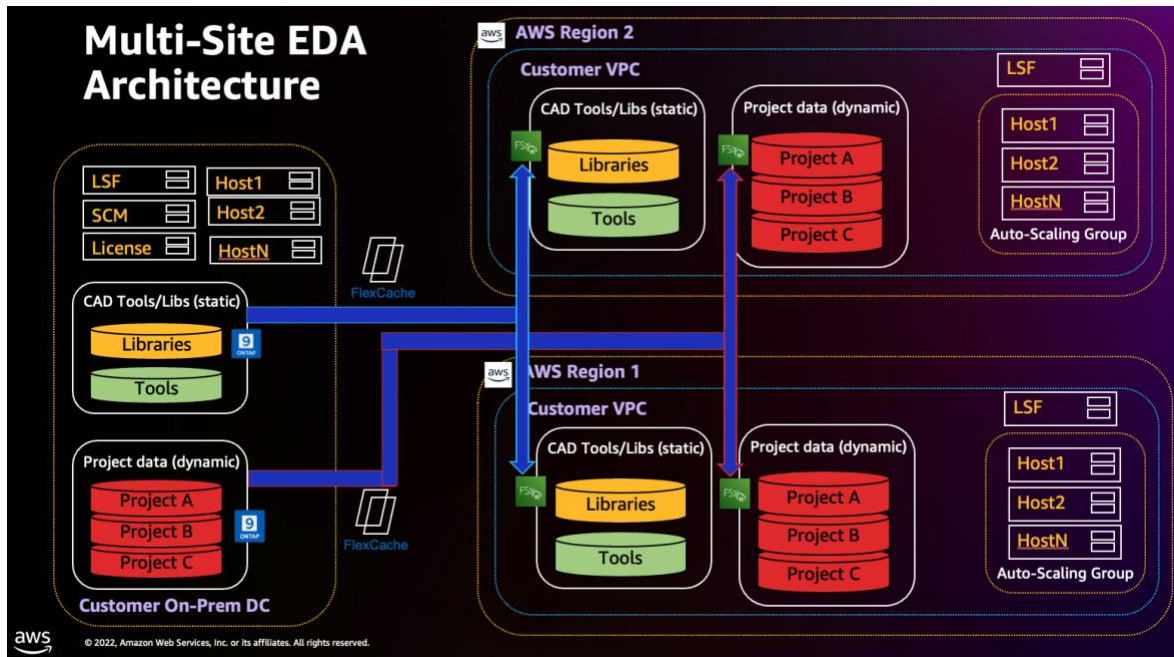 Multi-Site EDA
Architecture
LSF
Host1
SCM
Host2
License
HostN
CAD Tools/Libs (static)
Libraries
9
ONTAP
Tools
Project data (dynamic)
Project A
Project B
9
ONTAP
Project C
Customer On-Prem DC
FlexCache
FlexCache
aws
AWS Region 2
Customer VPC
CAD Tools/Libs (static)
FSx
Libraries
Tools
Project data (dynamic)
FSx
Project A
Project B
Project C
LSF
Host1
Host2
HostN
Auto-Scaling Group
aws
AWS Region 1
Customer VPC
CAD Tools/Libs (static)
FSx
Libraries
Tools
Project data (dynamic)
FSx
Project A
Project B
Project C
LSF
Host1
Host2
HostN
Auto-Scaling Group
aws
© 2022, Amazon Web Services, Inc. or its affiliates. All rights reserved.